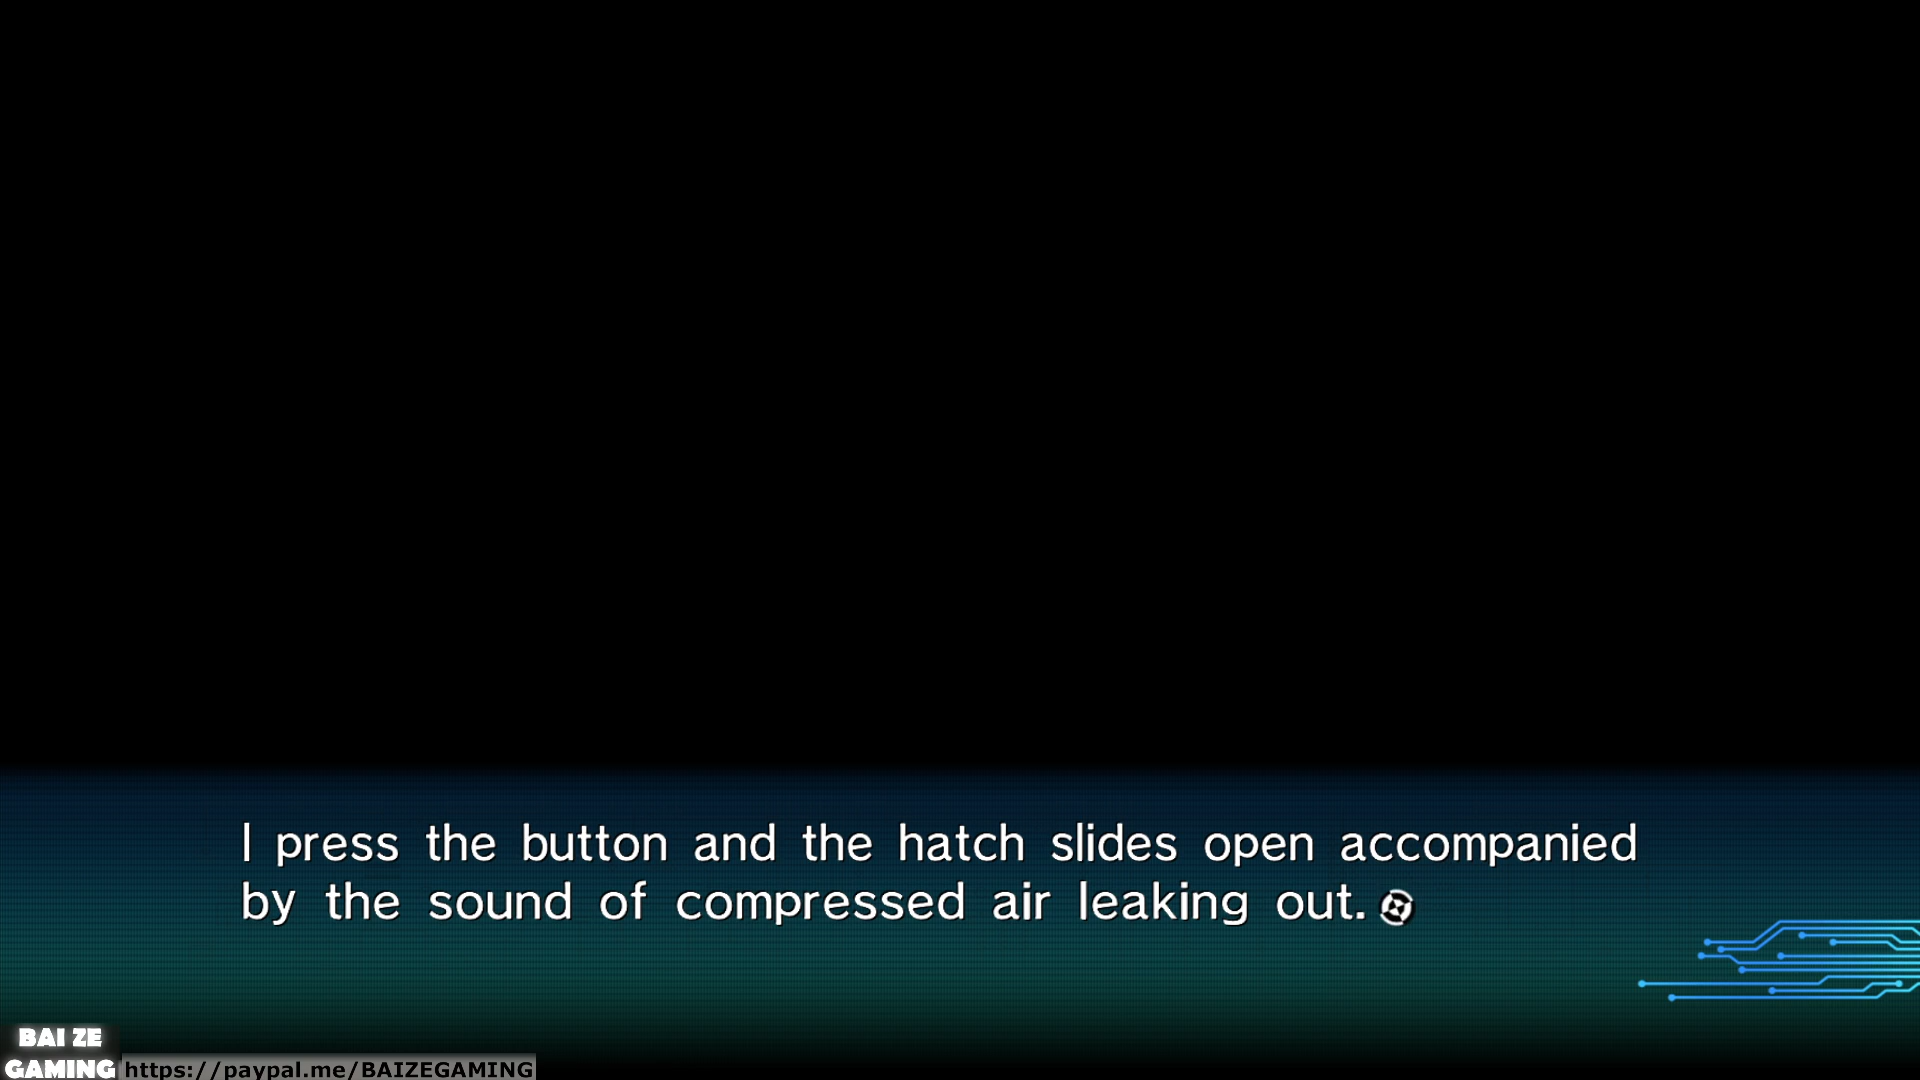 I press the button and the hatch slides open accompanied
by the sound of compressed air leaking out.
BAI ZE
GAMING https://paypal.me/BAIZEGAMING